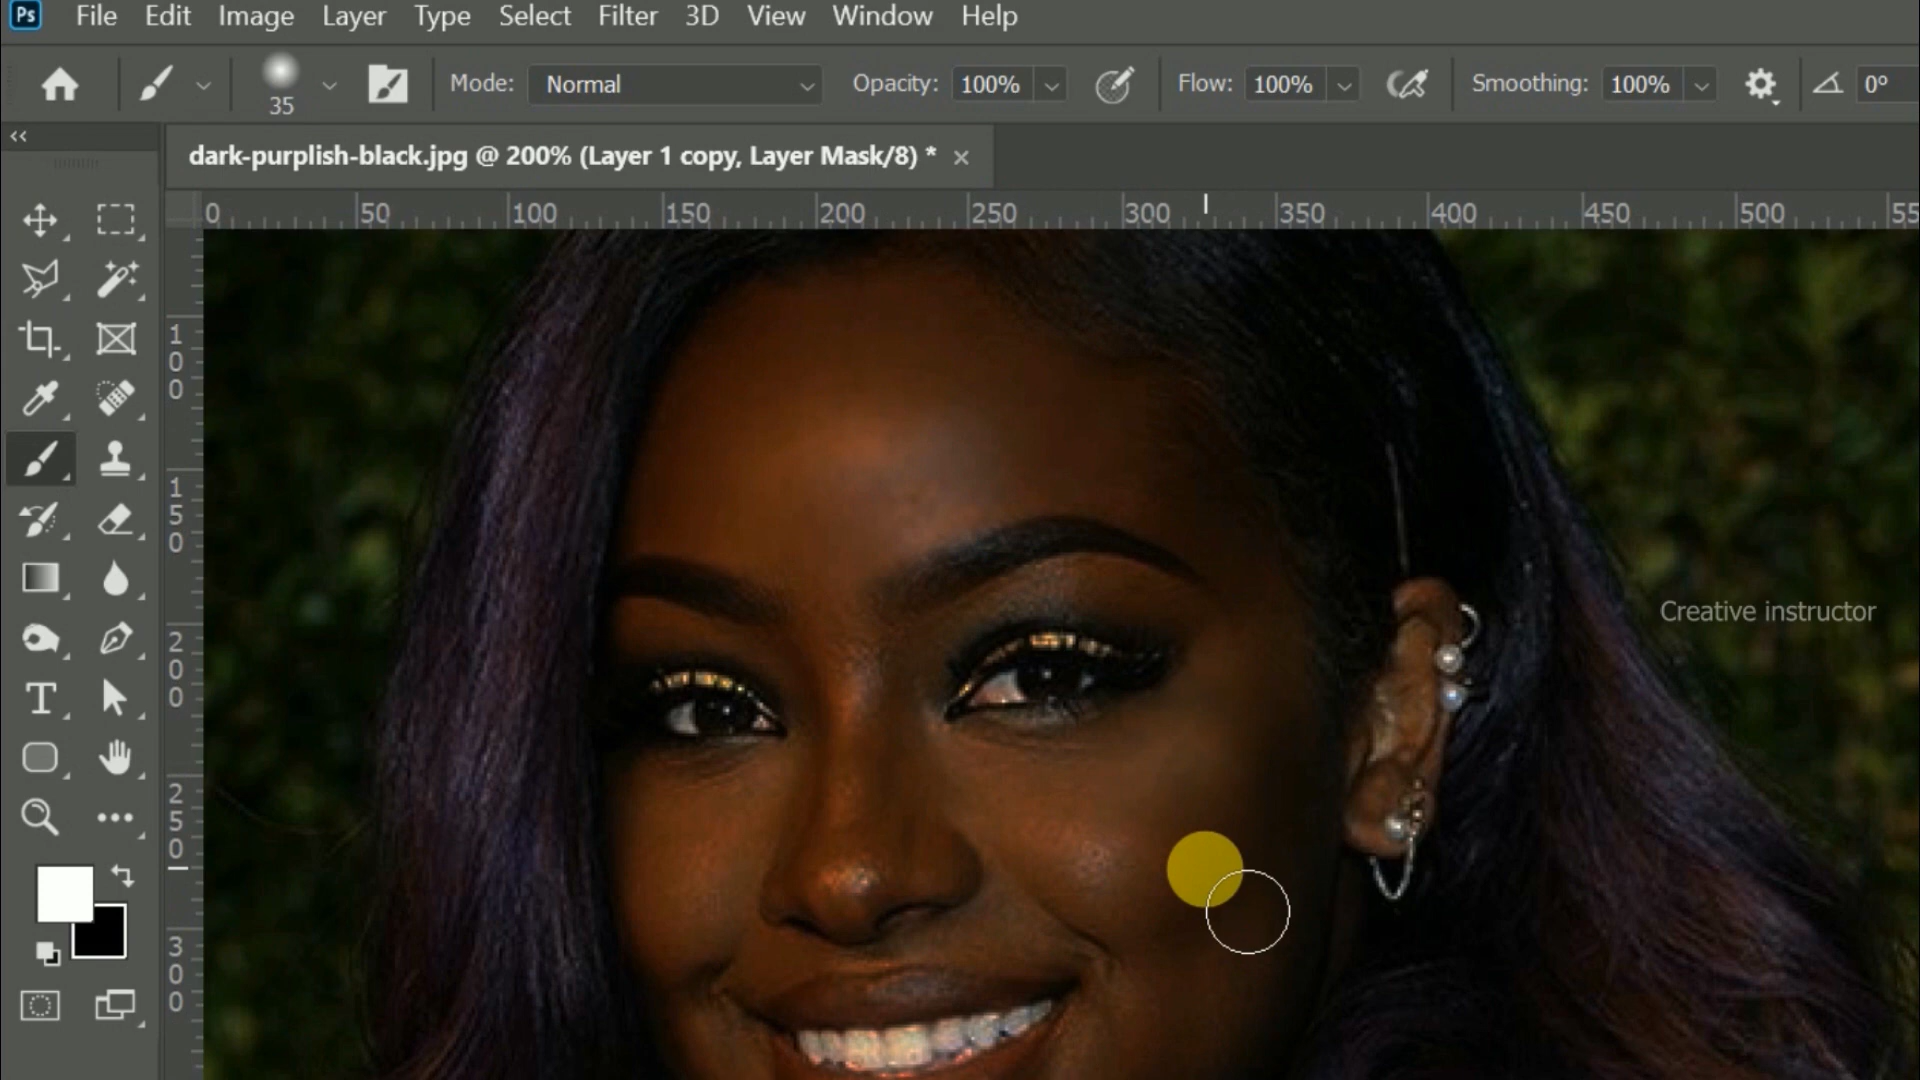 Ps File Edit Image Layer Type Select Filter 3D View Window Help
35 Mode: Normal Opacity: 100% Flow: 100% Smoothing: 100% 0°
dark-purplish-black.jpg @ 200% (Layer 1 copy, Layer Mask/8) *
0 50 100 150 200 250 300 350 400 450 500 55
100
150
200
250
300
Creative instructor